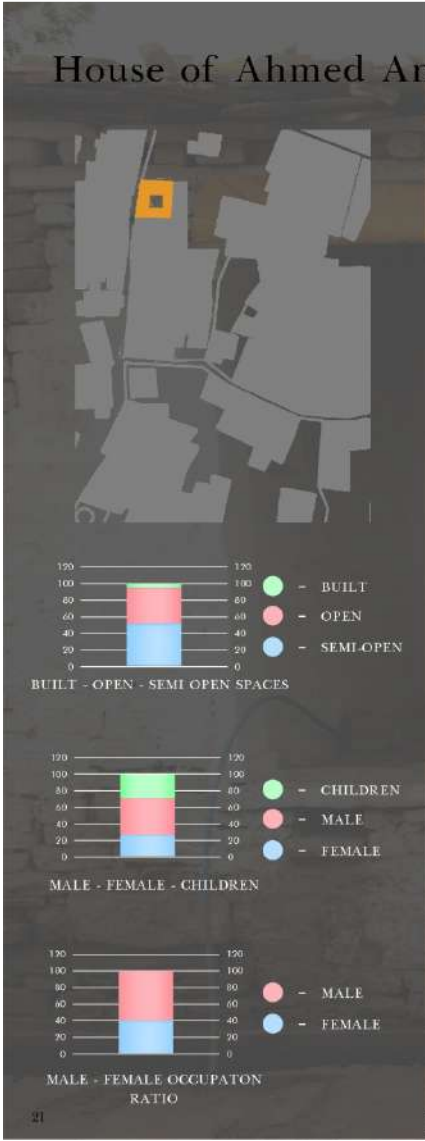 House of Ahmed
120 120
100 100
80 80
60 60
40 40
20 20
0 0
- BUILT
- OPEN
- SEMI-OPEN
BUILT - OPEN - SEMI OPEN SPACES
120 120
100 100
80 80
60 60
40 40
20 20
0 0
- CHILDREN
- MALE
- FEMALE
MALE - FEMALE - CHILDREN
120 120
100 100
80 80
60 60
40 40
20 20
0 0
- MALE
- FEMALE
MALE - FEMALE OCCUPATON
RATIO
21